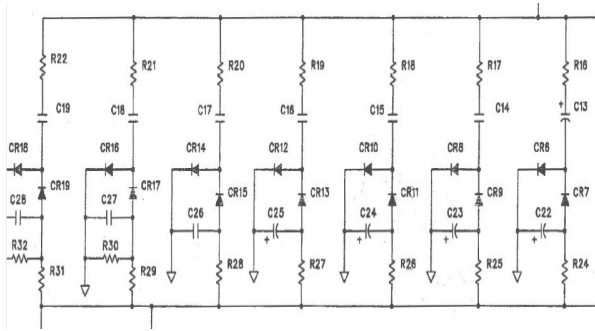 R22 R21 R20 R19 R18 R17 R16
C19 C18 C17 C16 C15 C14 + C13
CR18 CR16 CR14 CR12 CR10 CR8 CR6
CR19 CR17 CR15 CR13 CR11 CR9 CR7
C28 C27 C26 C25 C24 C23 C22
+ + + +
R32 R30
R31 R29 R28 R27 R26 R25 R24